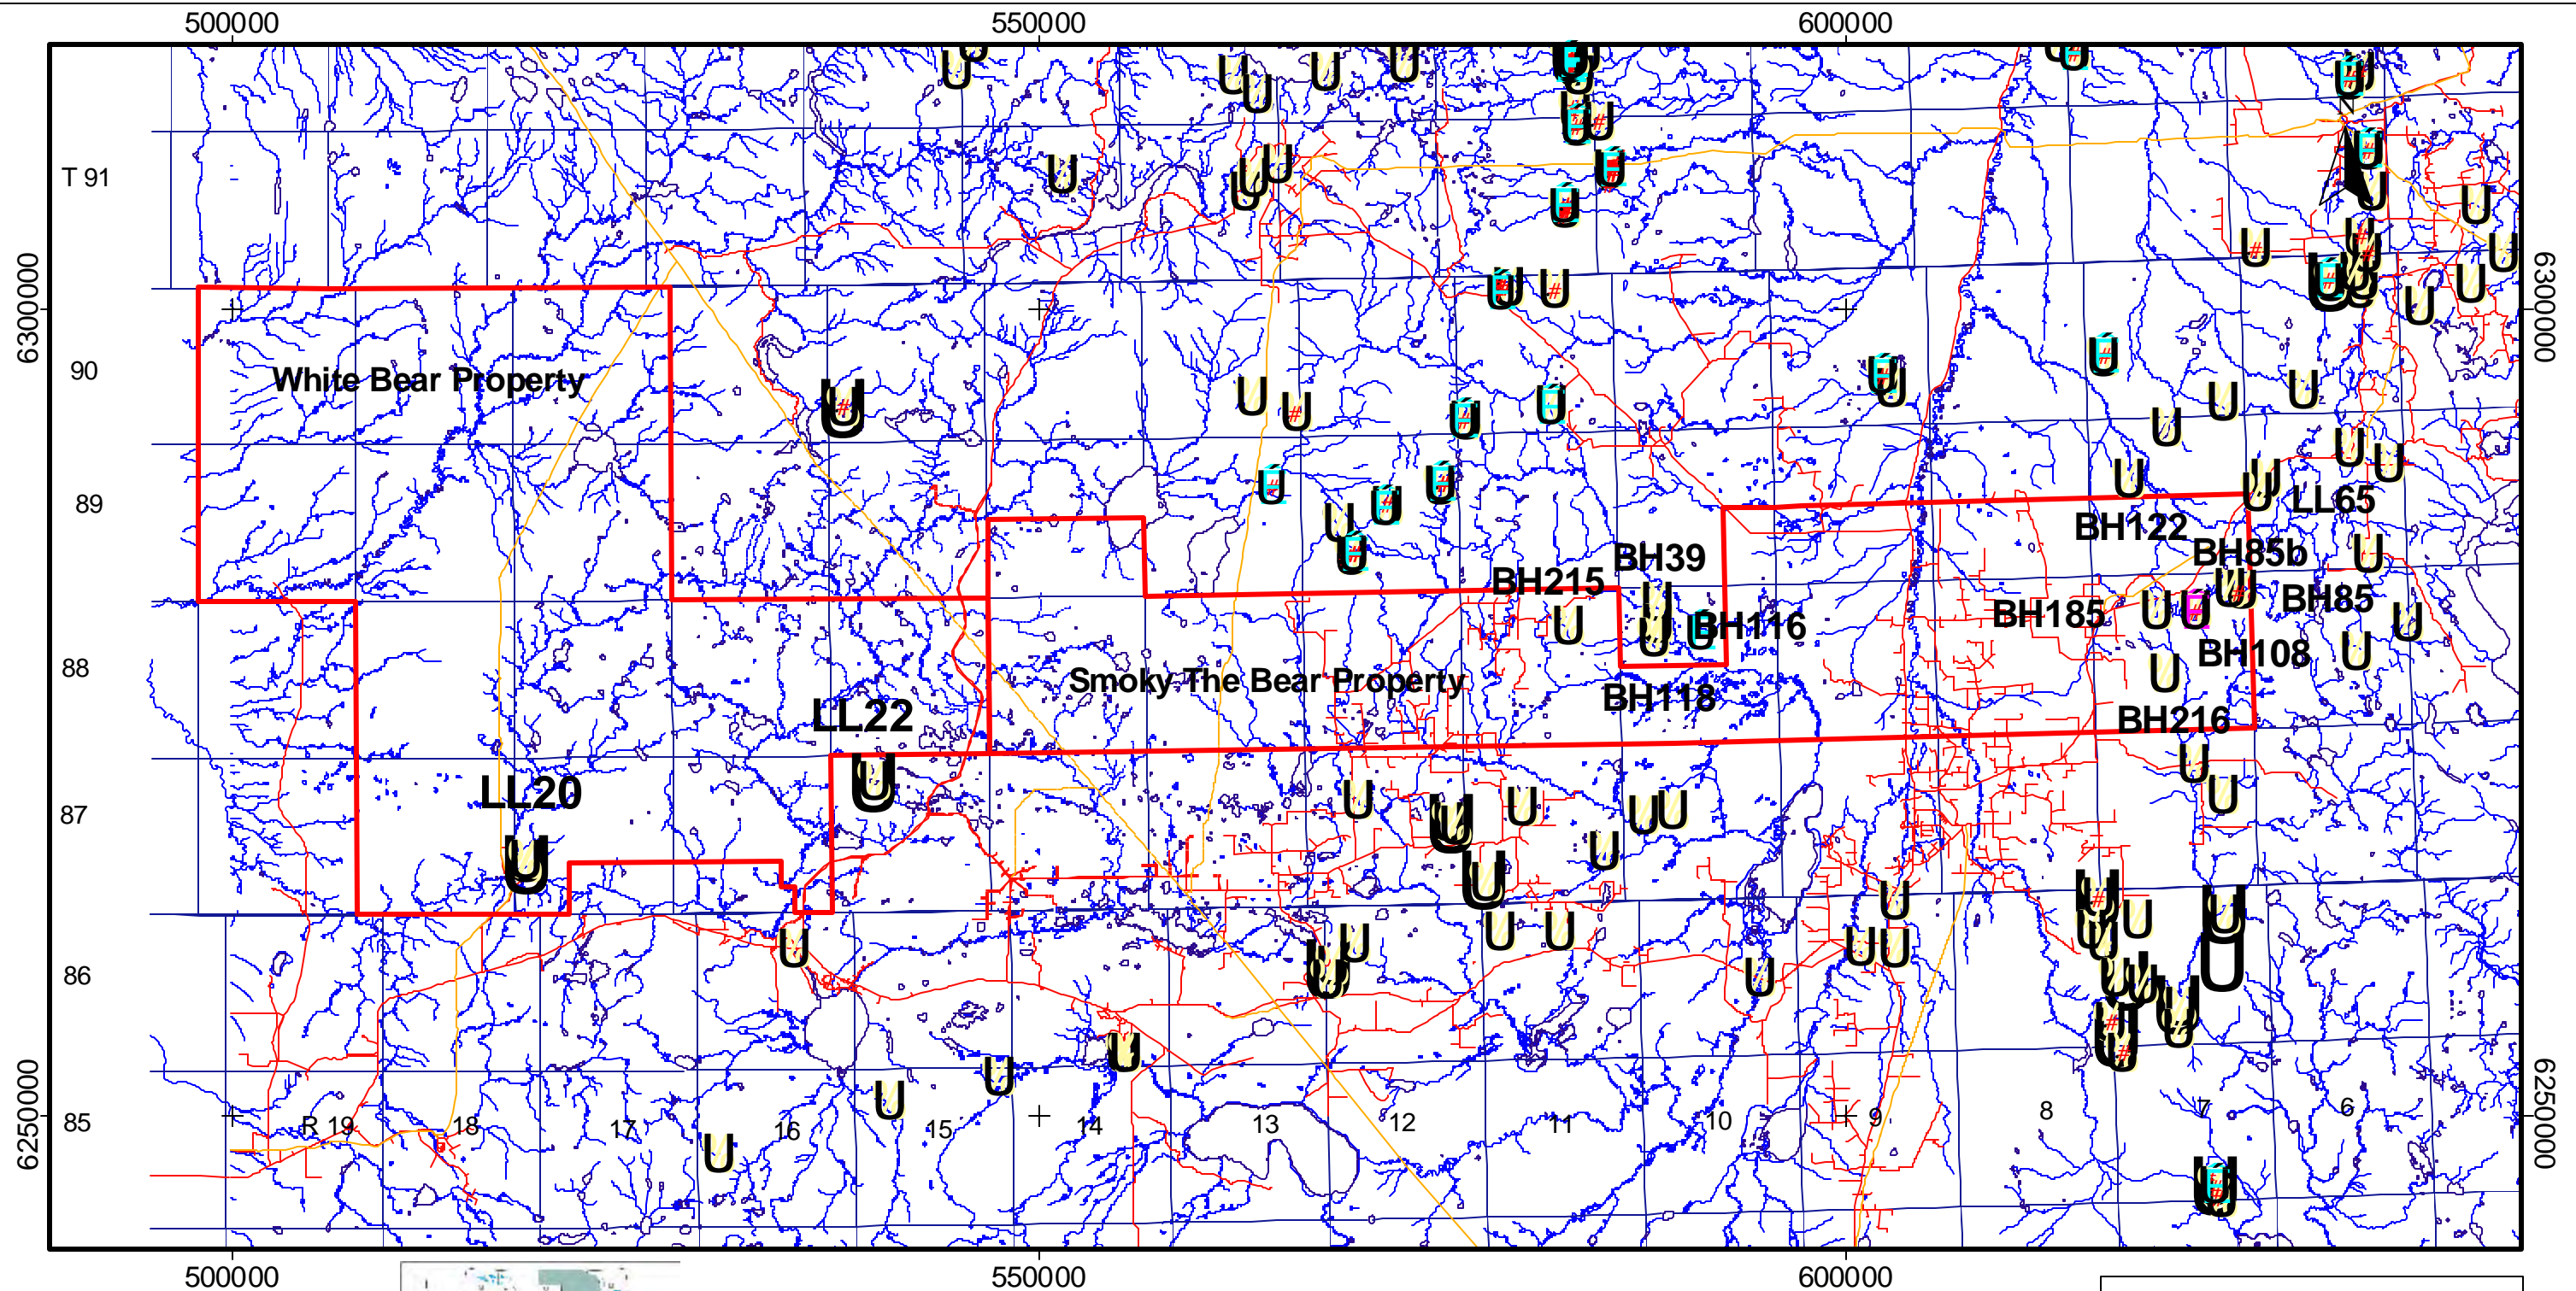 500000 550000 600000
T 91
6300000 6300000
90
White Bear Property
89
LL65
BH122
BH39
BH85b
BH215
BH85
BH185
BH116
BH108
88
Smoky The Bear Property
BH118
LL22
BH216
LL20
87
86
6250000 6250000
85
R 19 18 17 16 15 14 13 12 11 10 9 8 7 6
500000 550000 600000